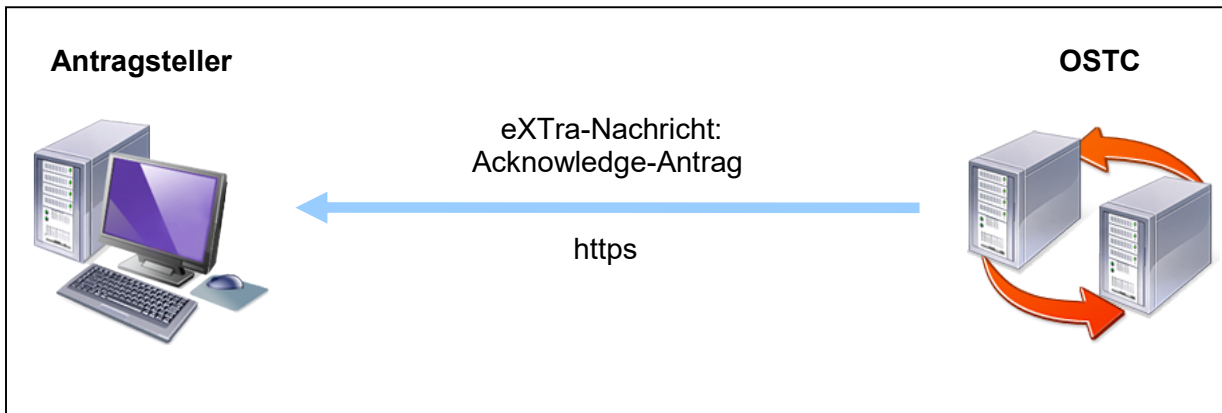 Antragsteller
OSTC
eXTra-Nachricht:
Acknowledge-Antrag
https